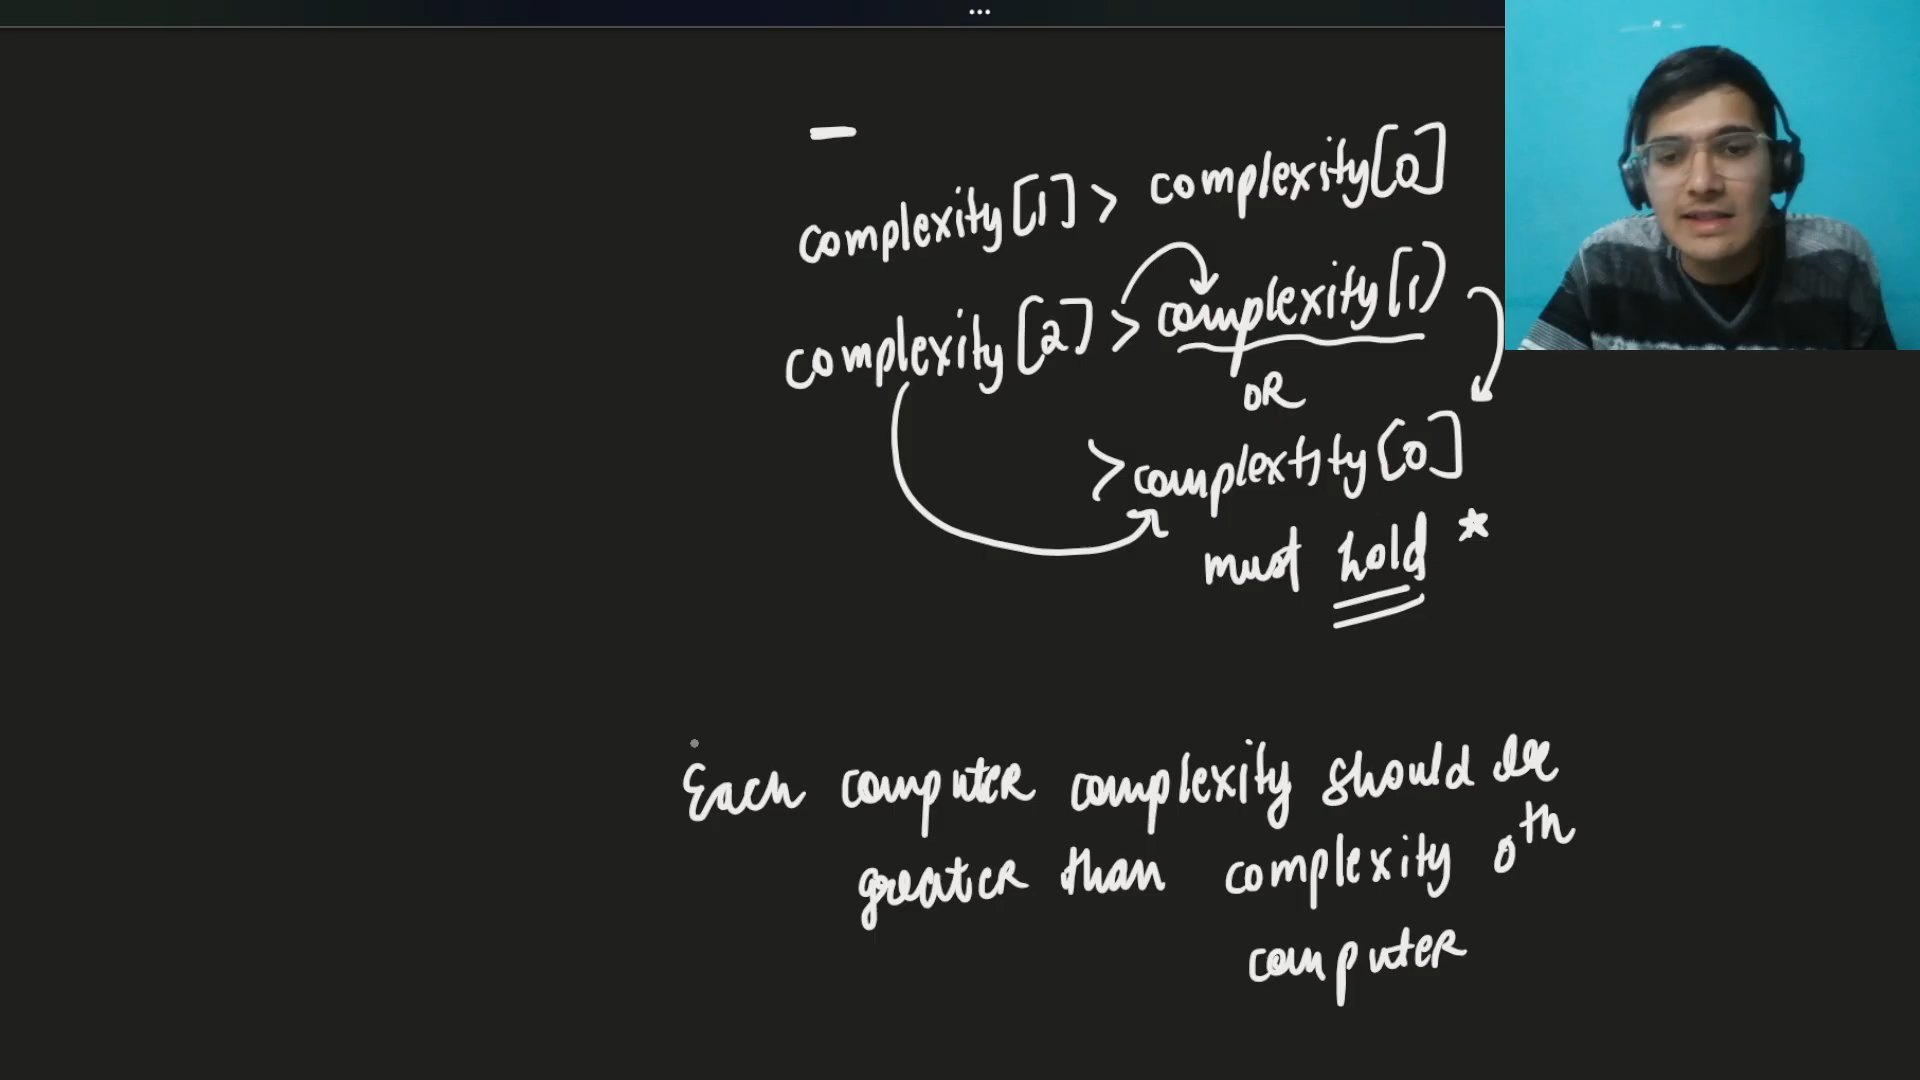 complexity[1] > complexity[0]
complexity[2] > complexity[1)
OR
> complextity[0]
must hold *
Each computer complexity should be
greater than complexity 0th
computer